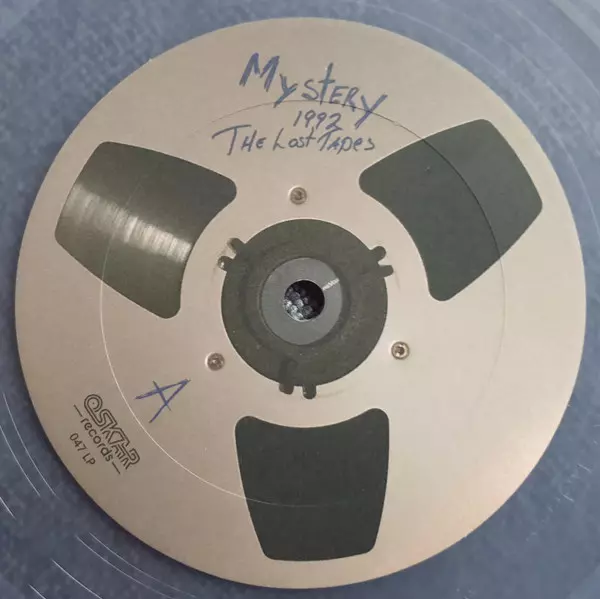 Mystery
1992
The Lost Tapes
A
OSKAR
records
047 LP